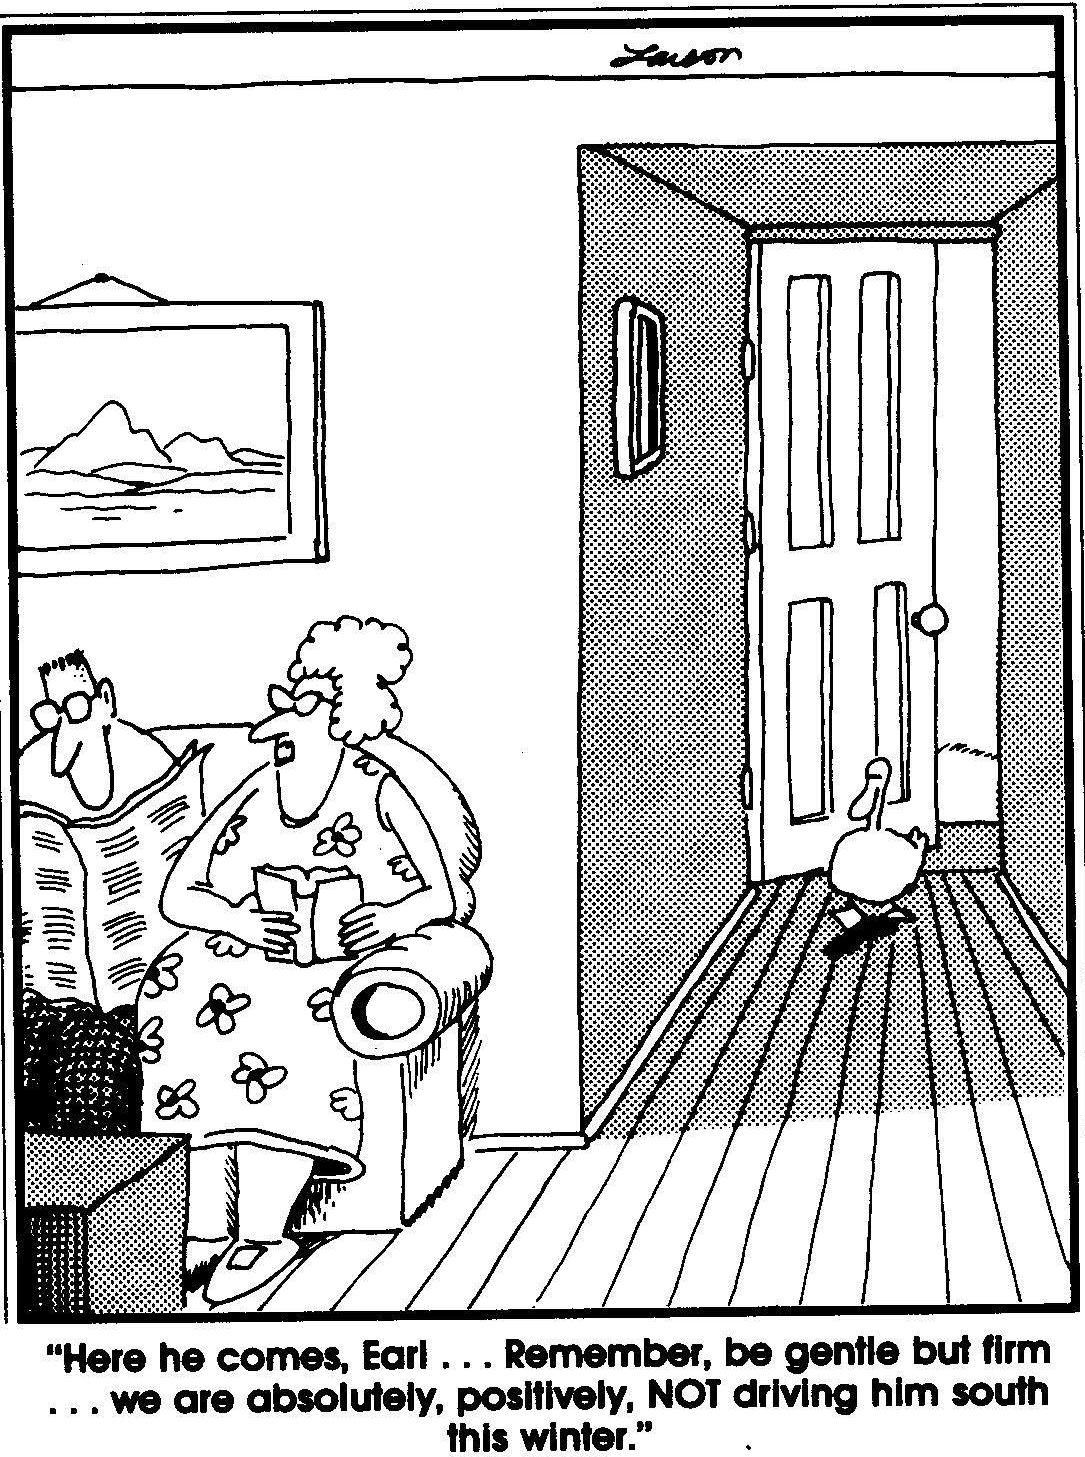 Larson
“Here he comes, Earl . . . Remember, be gentle but firm
. . . we are absolutely, positively, NOT driving him south
this winter.”